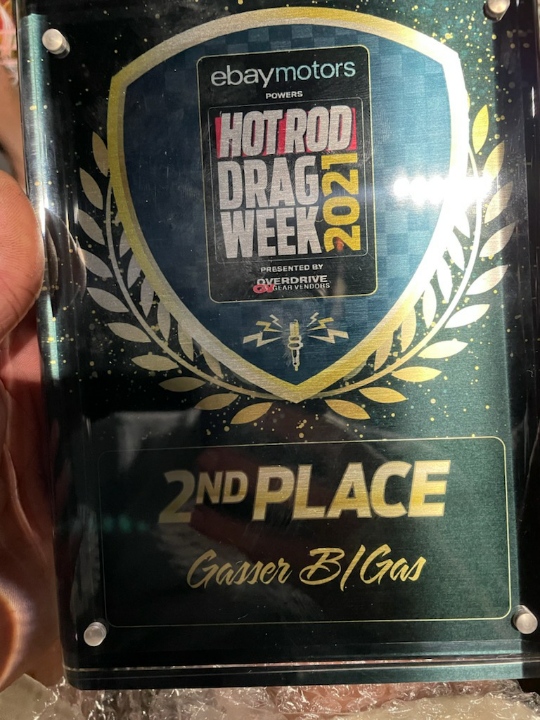 ebaymotors
POWERS
HOT ROD
DRAG
WEEK
2021
PRESENTED BY
OVERDRIVE
GEAR VENDORS
2ND PLACE
Gasser B/Gas